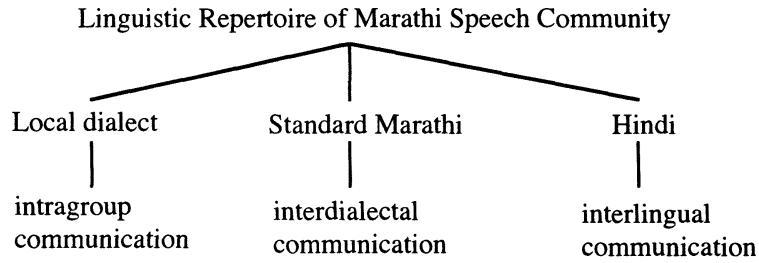 Linguistic Repertoire of Marathi Speech Community
Local dialect
Standard Marathi
Hindi
intragroup
communication
interdialectal
communication
interlingual
communication